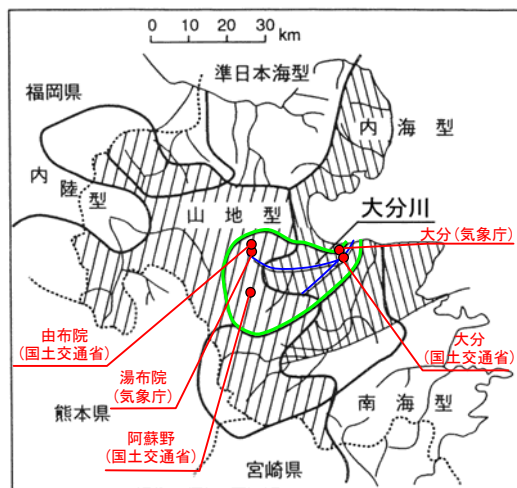 0 10 20 30
km
準日本海型
福岡県
内海型
内陸型
山地型
大分川
大分(気象庁)
由布院
(国土交通省)
大分
(国土交通省)
湯布院
(気象庁)
熊本県
南海型
阿蘇野
(国土交通省)
宮崎県